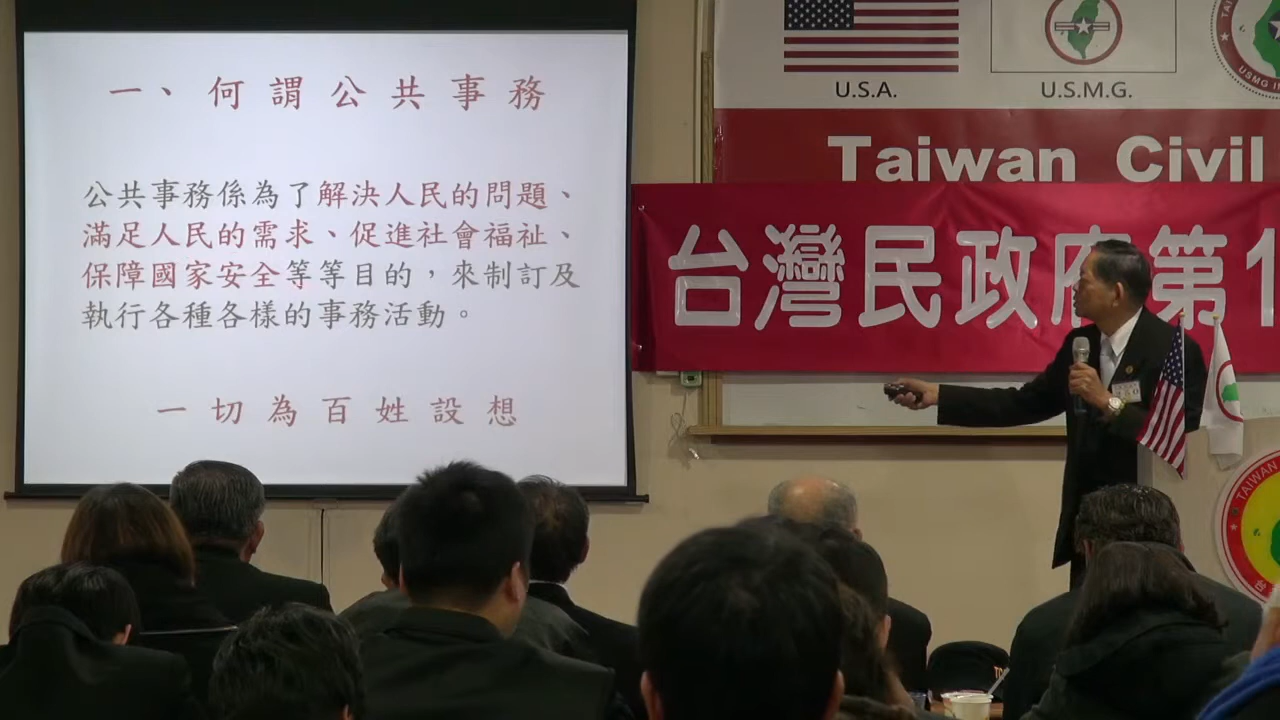 一、何謂公共事務
公共事務係為了解決人民的問題、
滿足人民的需求、促進社會福祉、
保障國家安全等等目的，來制訂及
執行各種各樣的事務活動。
一切為百姓設想
U.S.A.
U.S.M.G.
Taiwan Civil
台灣民政府第1
TAIWAN